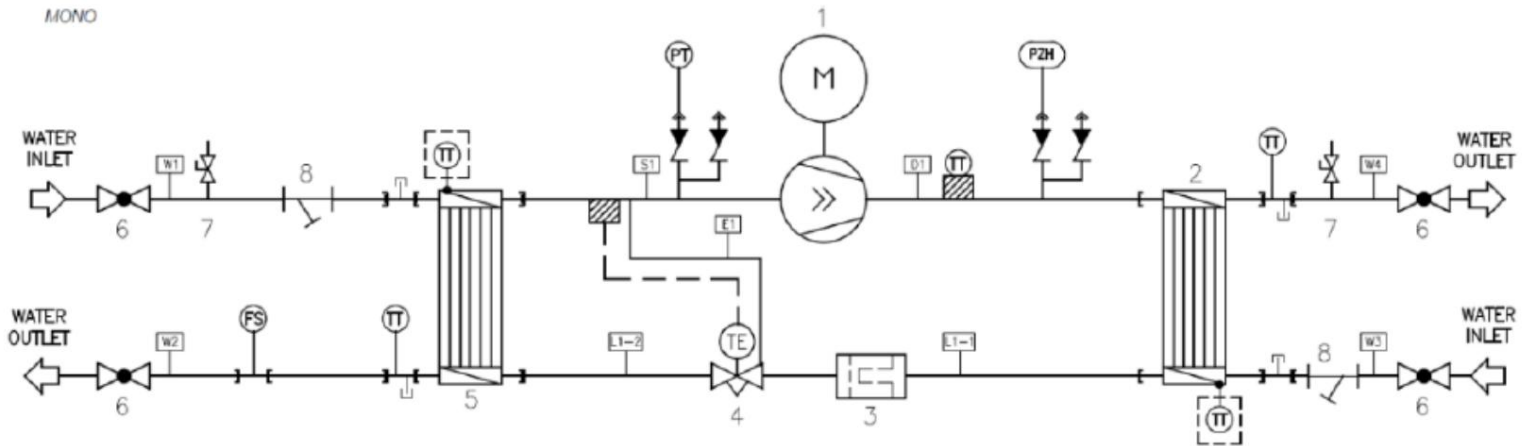 MONO
1
PT
M
PZH
WATER
INLET
W1
8
TT
S1
D1
TT
2
TT
W4
WATER
OUTLET
6
7
E1
7
6
WATER
OUTLET
W2
FS
TT
L1-2
TE
L1-1
8
W3
WATER
INLET
6
5
4
3
TT
6